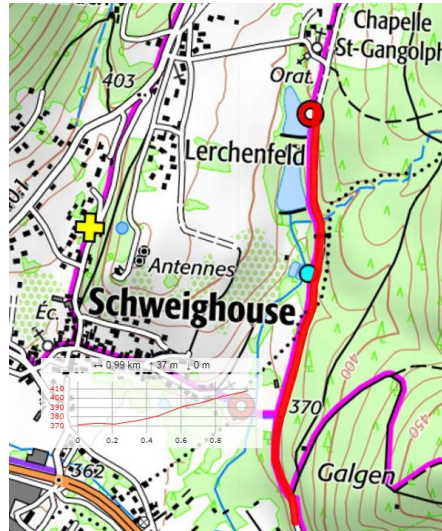 Chapelle
St-Gangolph
403
Orat.
Lerchenfeld
Antennes
Éc.
Schweighouse
↔ 0.99 km ↑ 37 m ↓ 0 m
410
400
390
380
370
0 0.2 0.4 0.6 0.8
370
400
450
362
Galgen